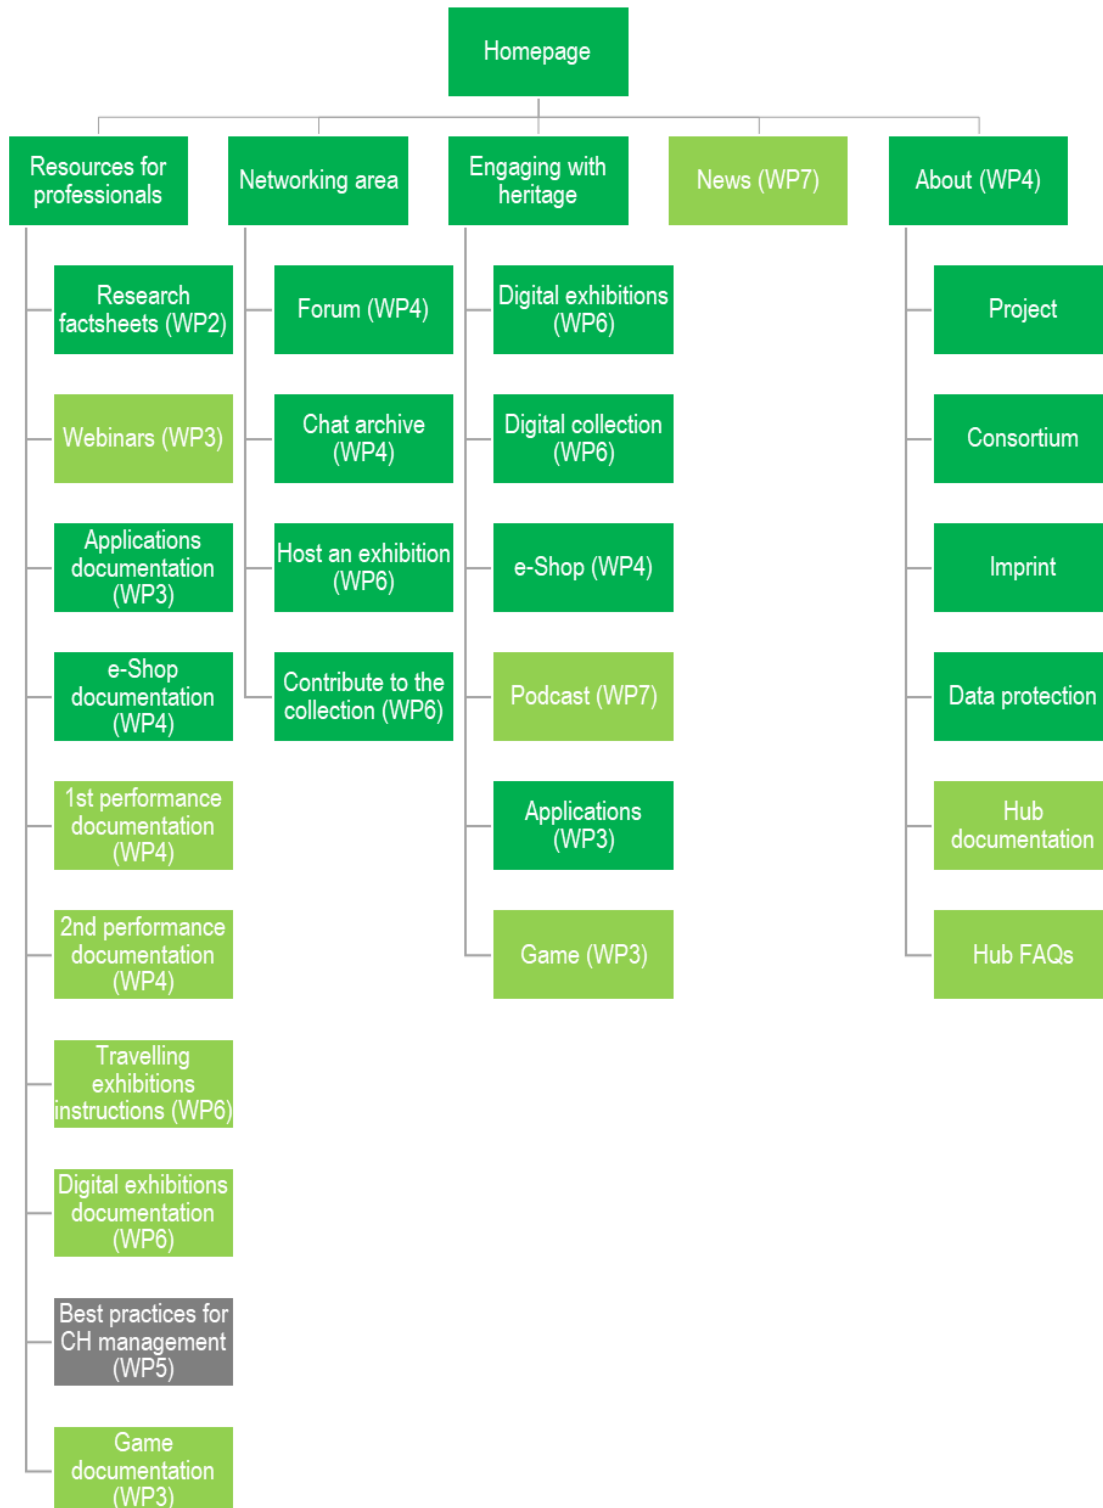 Homepage
Resources for
professionals
Networking area
Engaging with
heritage
News (WP7)
About (WP4)
Research
factsheets (WP2)
Webinars (WP3)
Applications
documentation
(WP3)
e-Shop
documentation
(WP4)
1st performance
documentation
(WP4)
2nd performance
documentation
(WP4)
Travelling
exhibitions
instructions (WP6)
Digital exhibitions
documentation
(WP6)
Best practices for
CH management
(WP5)
Game
documentation
(WP3)
Forum (WP4)
Chat archive
(WP4)
Host an exhibition
(WP6)
Contribute to the
collection (WP6)
Digital exhibitions
(WP6)
Digital collection
(WP6)
e-Shop (WP4)
Podcast (WP7)
Applications
(WP3)
Game (WP3)
Project
Consortium
Imprint
Data protection
Hub
documentation
Hub FAQs